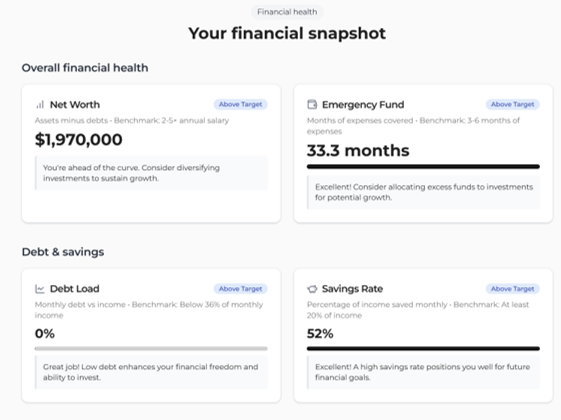 Financial health
Your financial snapshot
Overall financial health
Net Worth
Above Target
Assets minus debts • Benchmark: 2-5× annual salary
$1,970,000
You're ahead of the curve. Consider diversifying
investments to sustain growth.
Emergency Fund
Above Target
Months of expenses covered • Benchmark: 3-6 months of
expenses
33.3 months
Excellent! Consider allocating excess funds to investments
for potential growth.
Debt & savings
Debt Load
Above Target
Monthly debt vs income • Benchmark: Below 36% of monthly
income
0%
Great job! Low debt enhances your financial freedom and
ability to invest.
Savings Rate
Above Target
Percentage of income saved monthly • Benchmark: At least
20% of income
52%
Excellent! A high savings rate positions you well for future
financial goals.